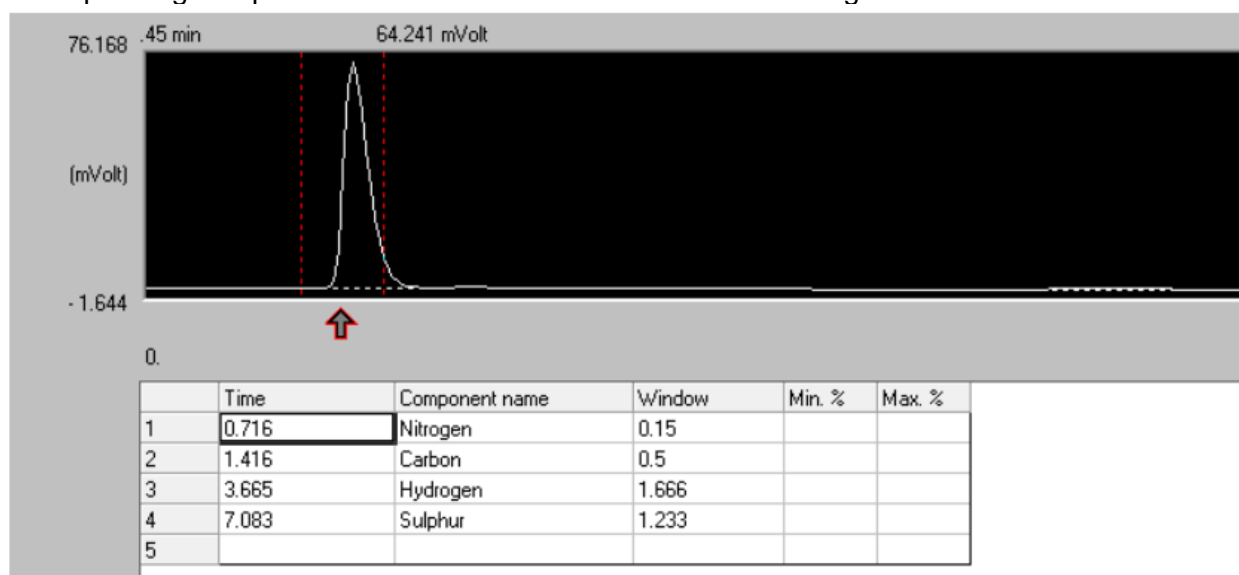 76.168 .45 min 64.241 mVolt
(mVolt)
-1.644
0.
Time Component name Window Min. % Max. %
1 0.716 Nitrogen 0.15
2 1.416 Carbon 0.5
3 3.665 Hydrogen 1.666
4 7.083 Sulphur 1.233
5